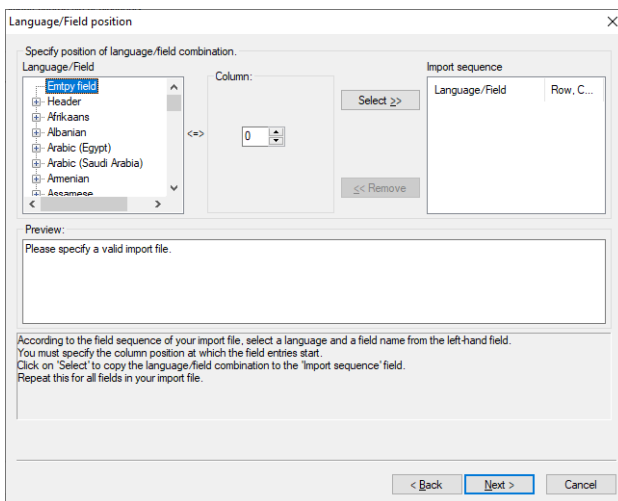 Language/Field position
Specify position of language/field combination.
Language/Field
Column:
Import sequence
Emtpy field
Header
Afrikaans
Albanian
Arabic (Egypt)
Arabic (Saudi Arabia)
Armenian
Assamese
<=>
0
Select >>
<< Remove
Language/Field
Row, C...
Preview:
Please specify a valid import file.
According to the field sequence of your import file, select a language and a field name from the left-hand field.
You must specify the column position at which the field entries start.
Click on 'Select' to copy the language/field combination to the 'Import sequence' field.
Repeat this for all fields in your import file.
< Back
Next >
Cancel